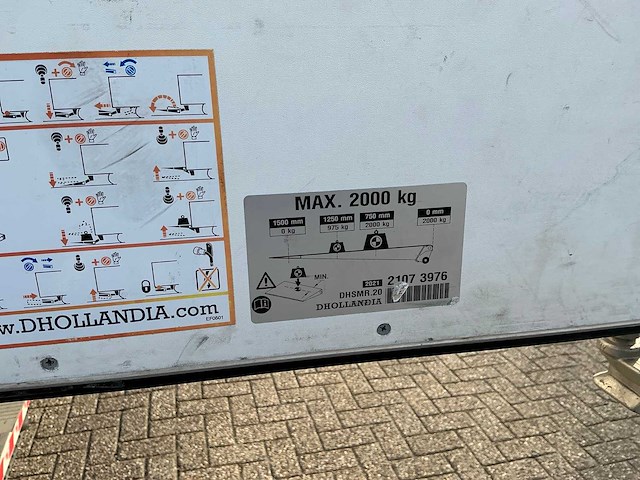 MAX. 2000 kg
1500 mm 1250 mm 750 mm 0 mm
0 kg 975 kg 2000 kg 2000 kg
MIN.
2021 2107 3976
DHSMR.20
DHOLLANDIA
w.DHOLLANDIA.com
EF0601